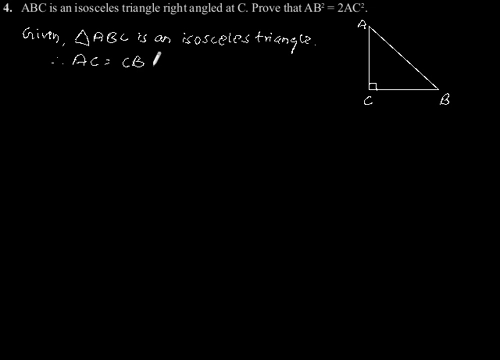 4. ABC is an isosceles triangle right angled at C. Prove that AB² = 2AC².
Given, △ABC is an isosceles triangle.
∴ AC = CB
A
C
B